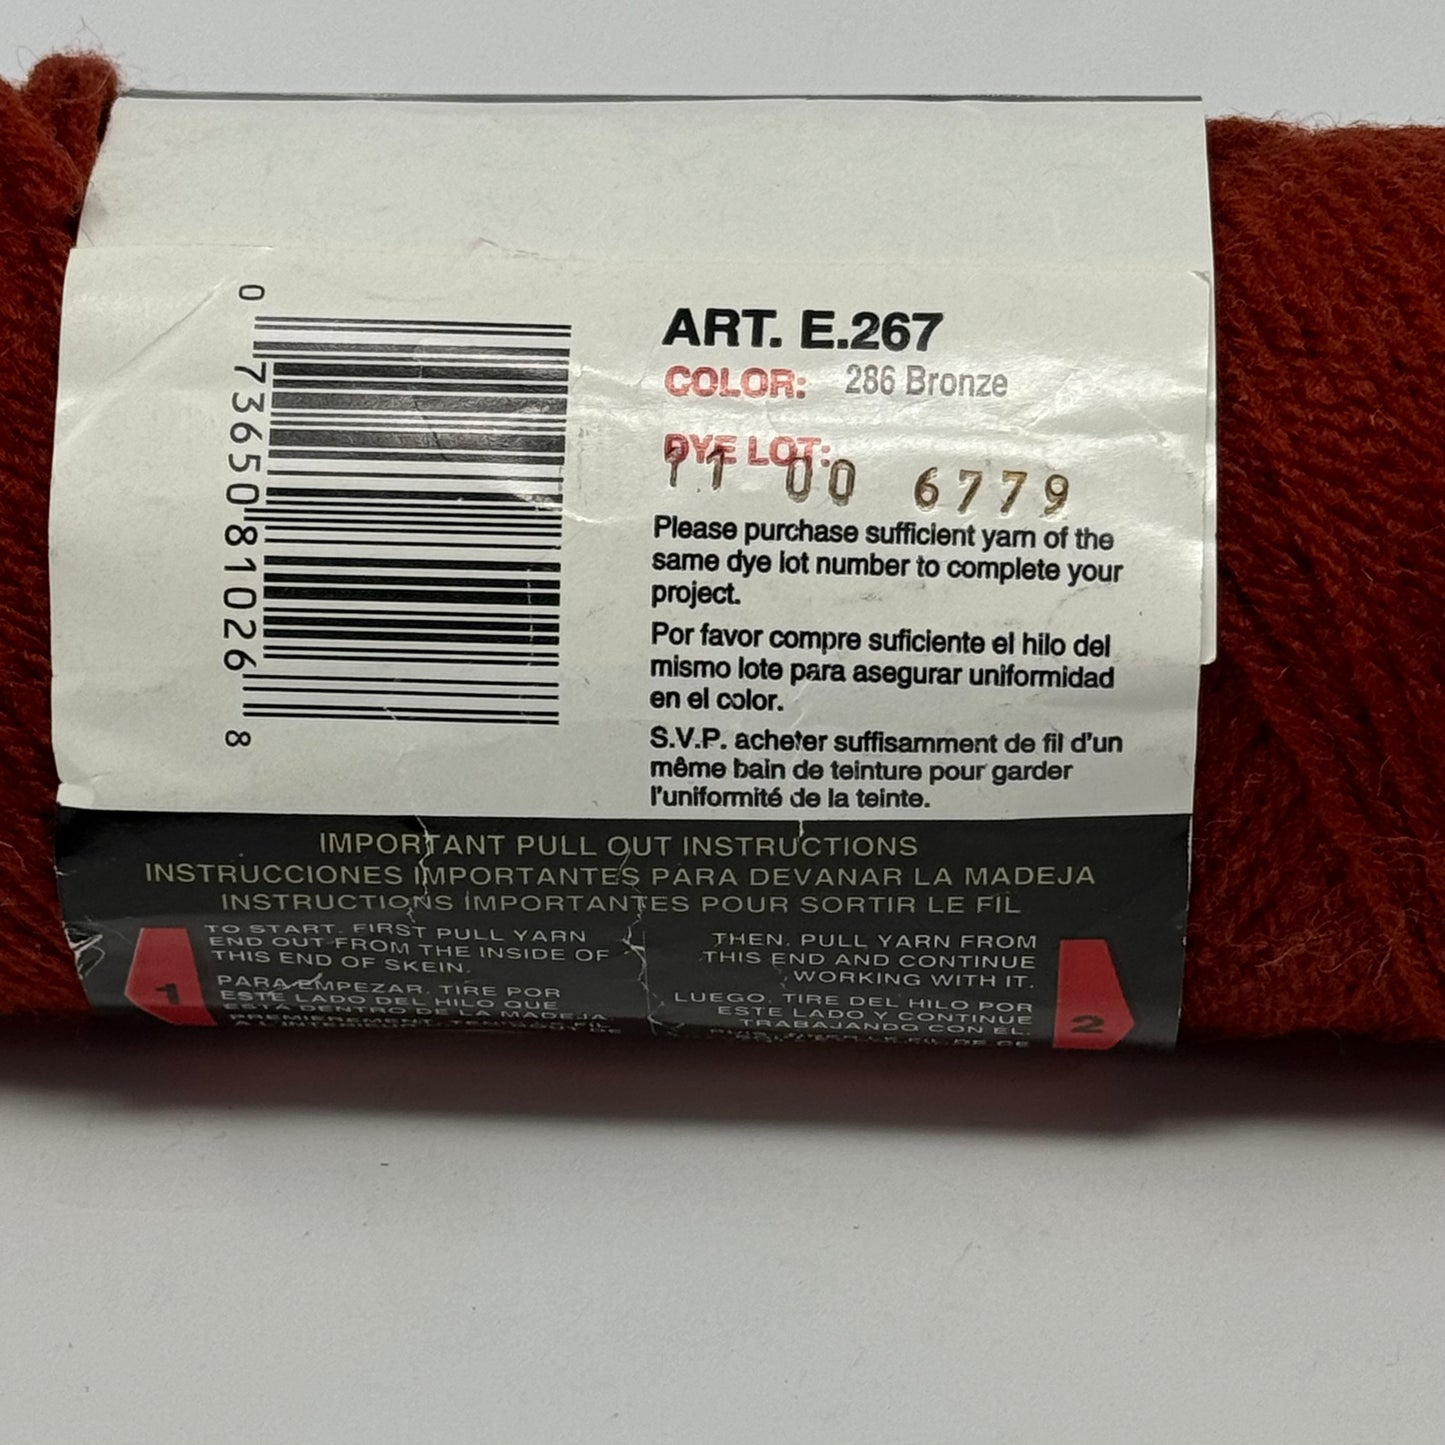 0 73650 81026 8
ART. E.267
COLOR: 286 Bronze
DYE LOT:
11 00 6779
Please purchase sufficient yarn of the
same dye lot number to complete your
project.
Por favor compre suficiente el hilo del
mismo lote para asegurar uniformidad
en el color.
S.V.P. acheter suffisamment de fil d'un
même bain de teinture pour garder
l'uniformité de la teinte.
IMPORTANT PULL OUT INSTRUCTIONS
INSTRUCCIONES IMPORTANTES PARA DEVANAR LA MADEJA
INSTRUCTIONS IMPORTANTES POUR SORTIR LE FIL
1
TO START. FIRST PULL YARN
END OUT FROM THE INSIDE OF
THIS END OF SKEIN.
PARA EMPEZAR. TIRE POR
ESTE LADO DEL HILO QUE
DENTRO DE LA MADEJA
THEN. PULL YARN FROM
THIS END AND CONTINUE
WORKING WITH IT.
LUEGO. TIRE DEL HILO POR
ESTE LADO Y CONTINUE
TRABAJANDO CON EL.
2